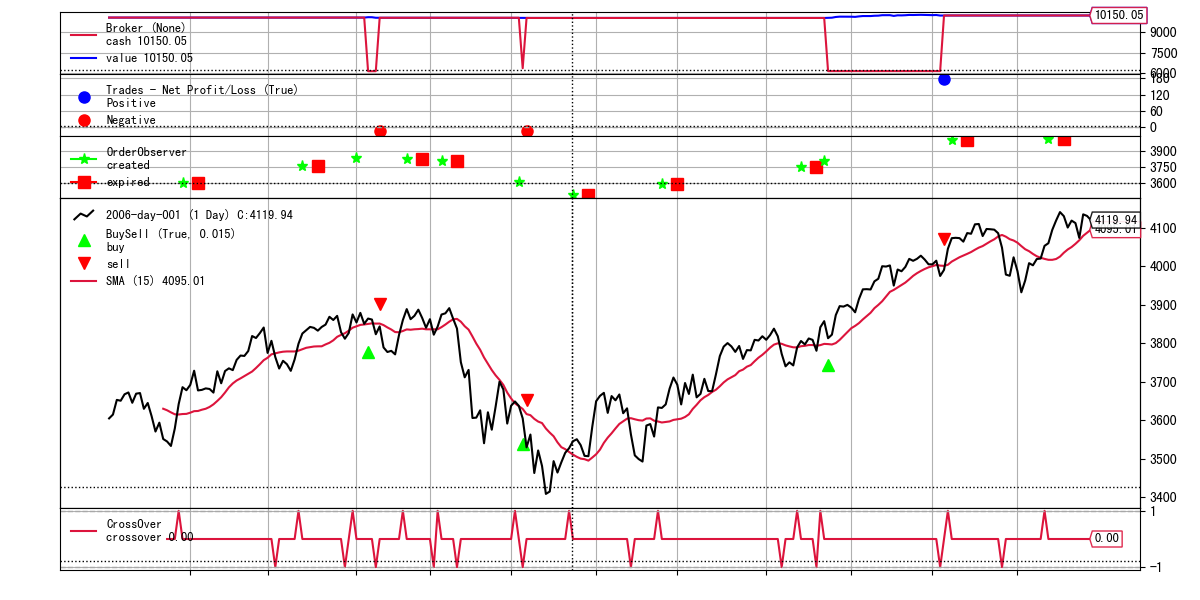 Broker (None)
cash 10150.05
value 10150.05
10150.05
9000
7500
6000
Trades - Net Profit/Loss (True)
Positive
Negative
180
120
60
0
OrderObserver
created
expired
3900
3750
3600
2006-day-001 (1 Day) C:4119.94
BuySell (True, 0.015)
buy
sell
SMA (15) 4095.01
4119.94
4095.01
4100
4000
3900
3800
3700
3600
3500
3400
CrossOver
crossover 0.00
1
0.00
-1